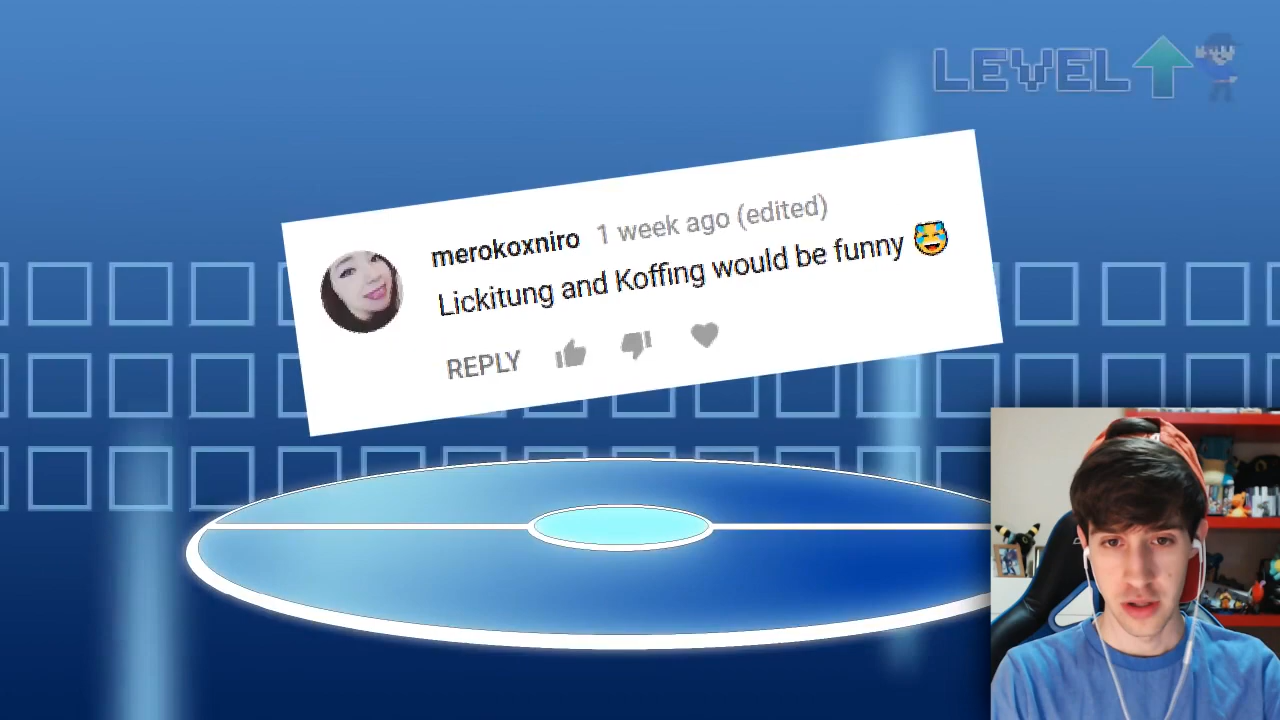 LEVEL
merokoxniro 1 week ago (edited)
Lickitung and Koffing would be funny 😂
REPLY